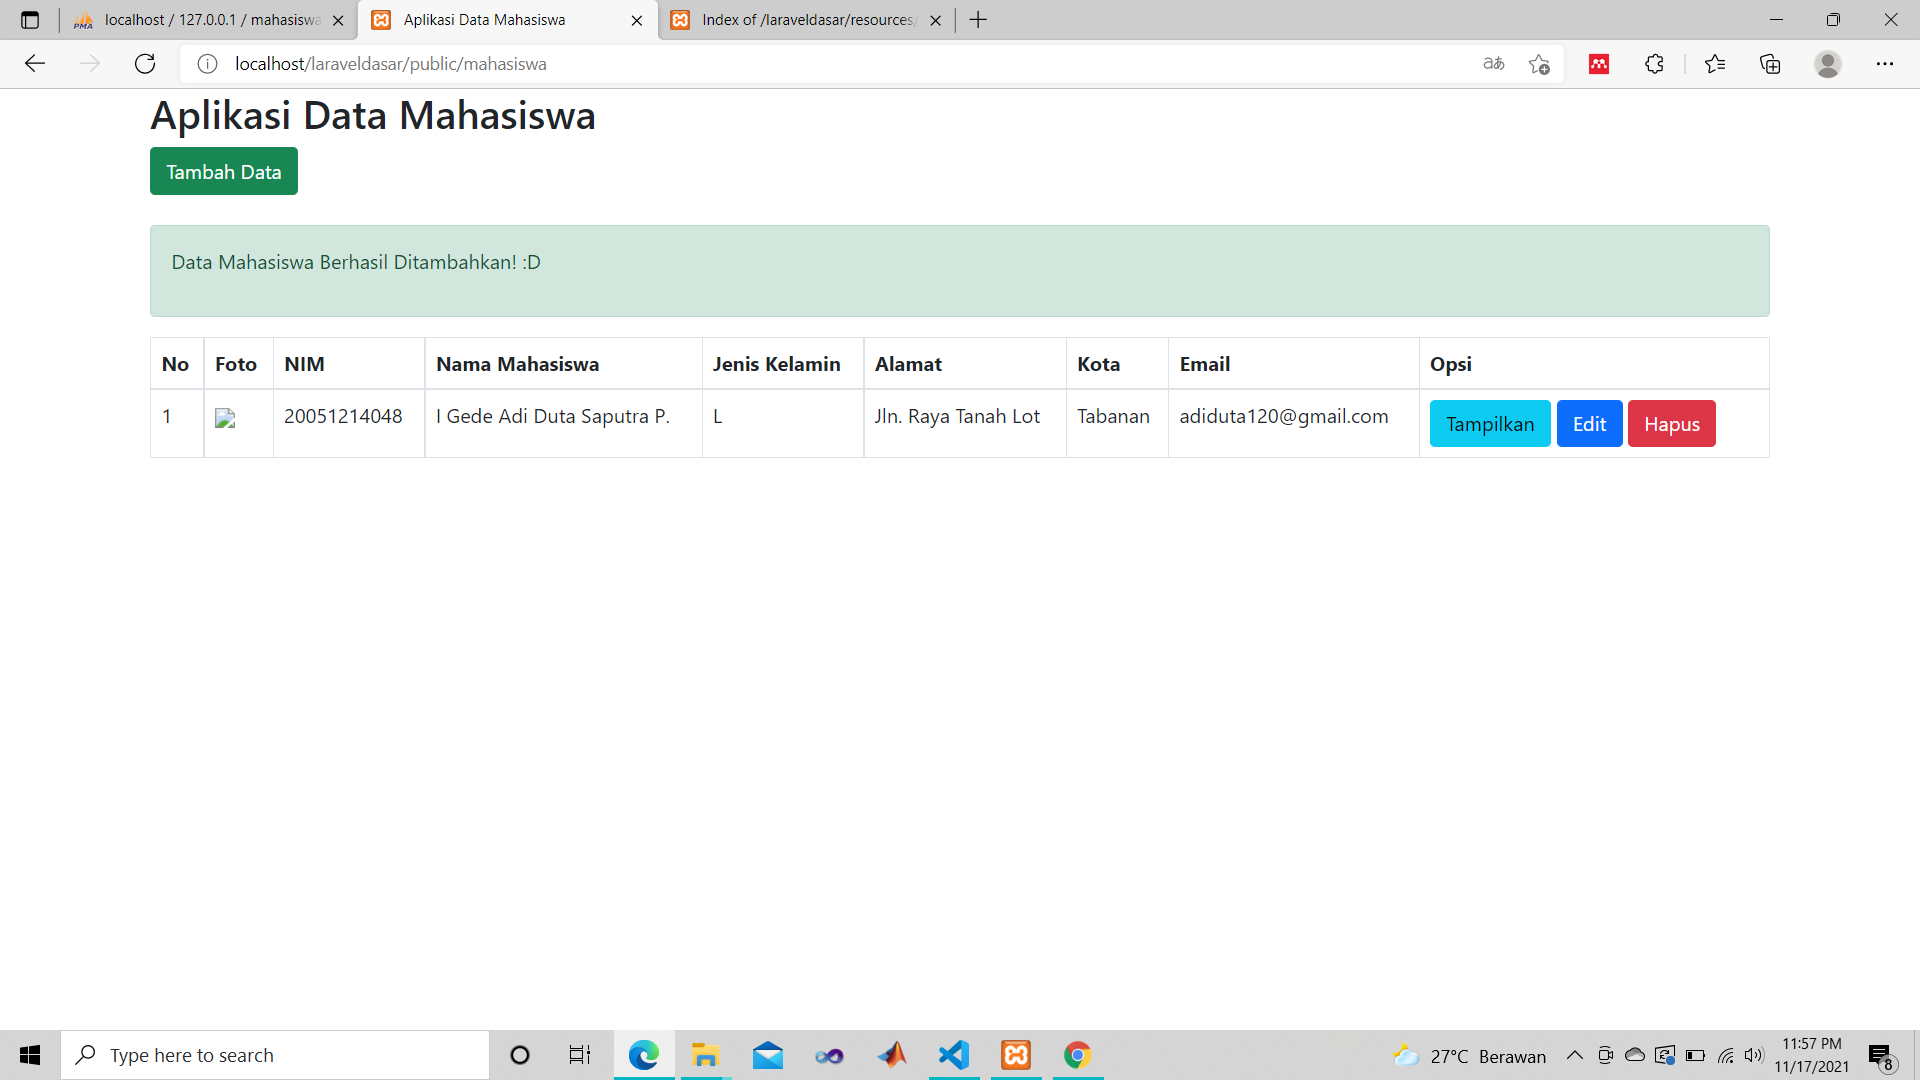 localhost / 127.0.0.1 / mahasiswa
Aplikasi Data Mahasiswa
Index of /laraveldasar/resources/
localhost/laraveldasar/public/mahasiswa
Aplikasi Data Mahasiswa
Tambah Data
Data Mahasiswa Berhasil Ditambahkan! :D
No Foto NIM Nama Mahasiswa Jenis Kelamin Alamat Kota Email Opsi
1 20051214048 I Gede Adi Duta Saputra P. L Jln. Raya Tanah Lot Tabanan adiduta120@gmail.com Tampilkan Edit Hapus
Type here to search
27°C Berawan
11:57 PM
11/17/2021
8